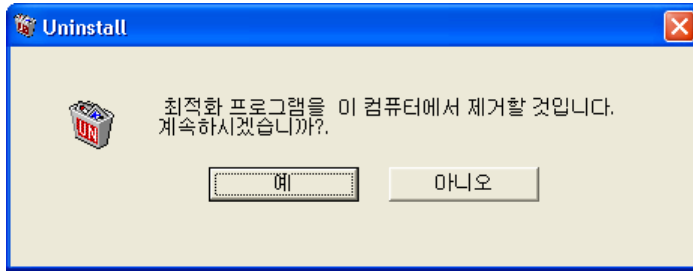 Uninstall
UN
최적화 프로그램을 이 컴퓨터에서 제거할 것입니다.
계속하시겠습니까?.
예
아니오